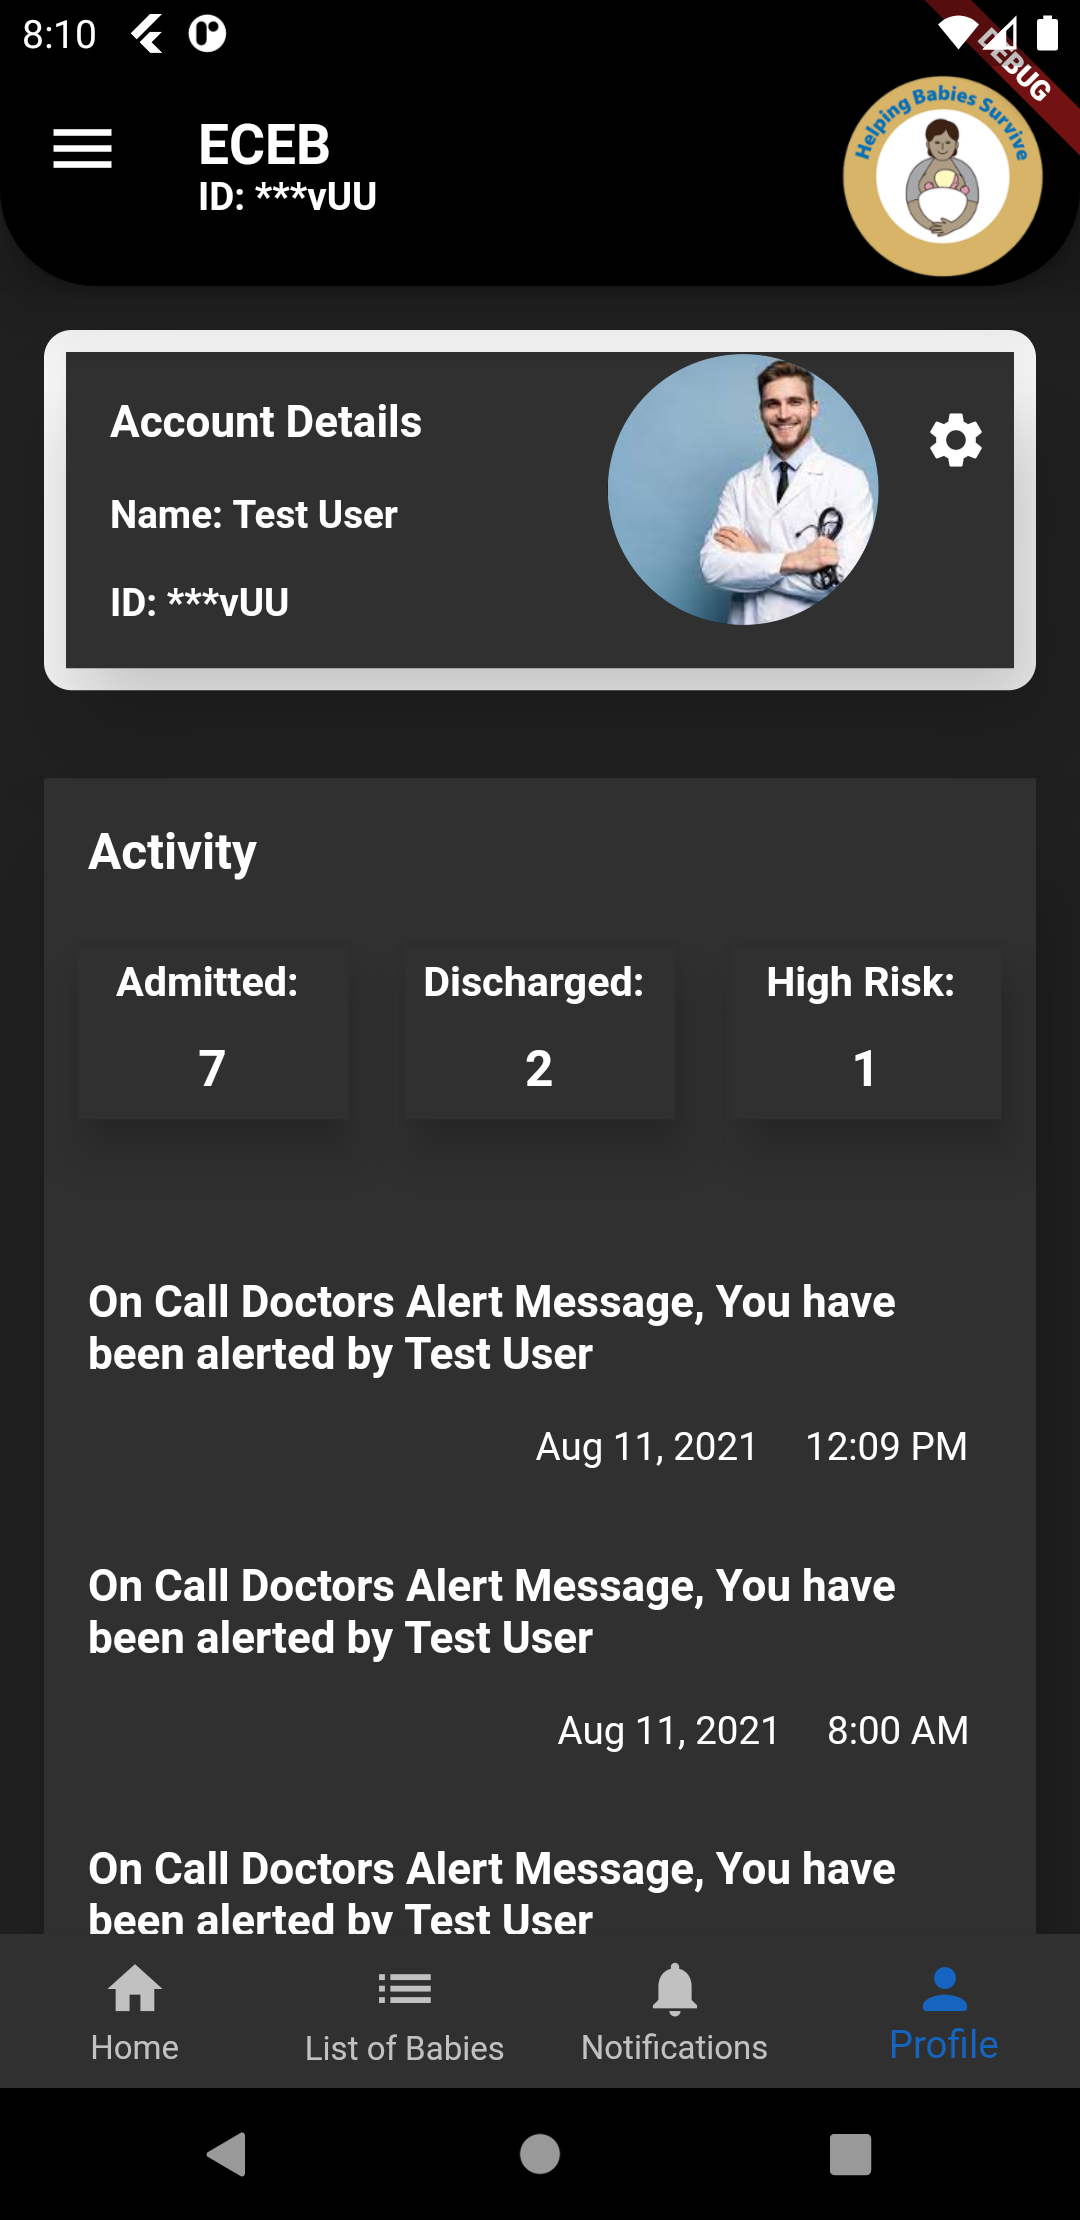 8:10
DEBUG
Helping Babies Survive
ECEB
ID: ***vUU
Account Details
Name: Test User
ID: ***vUU
Activity
Admitted:
7
Discharged:
2
High Risk:
1
On Call Doctors Alert Message, You have
been alerted by Test User
Aug 11, 2021 12:09 PM
On Call Doctors Alert Message, You have
been alerted by Test User
Aug 11, 2021 8:00 AM
On Call Doctors Alert Message, You have
been alerted by Test User
Home
List of Babies
Notifications
Profile